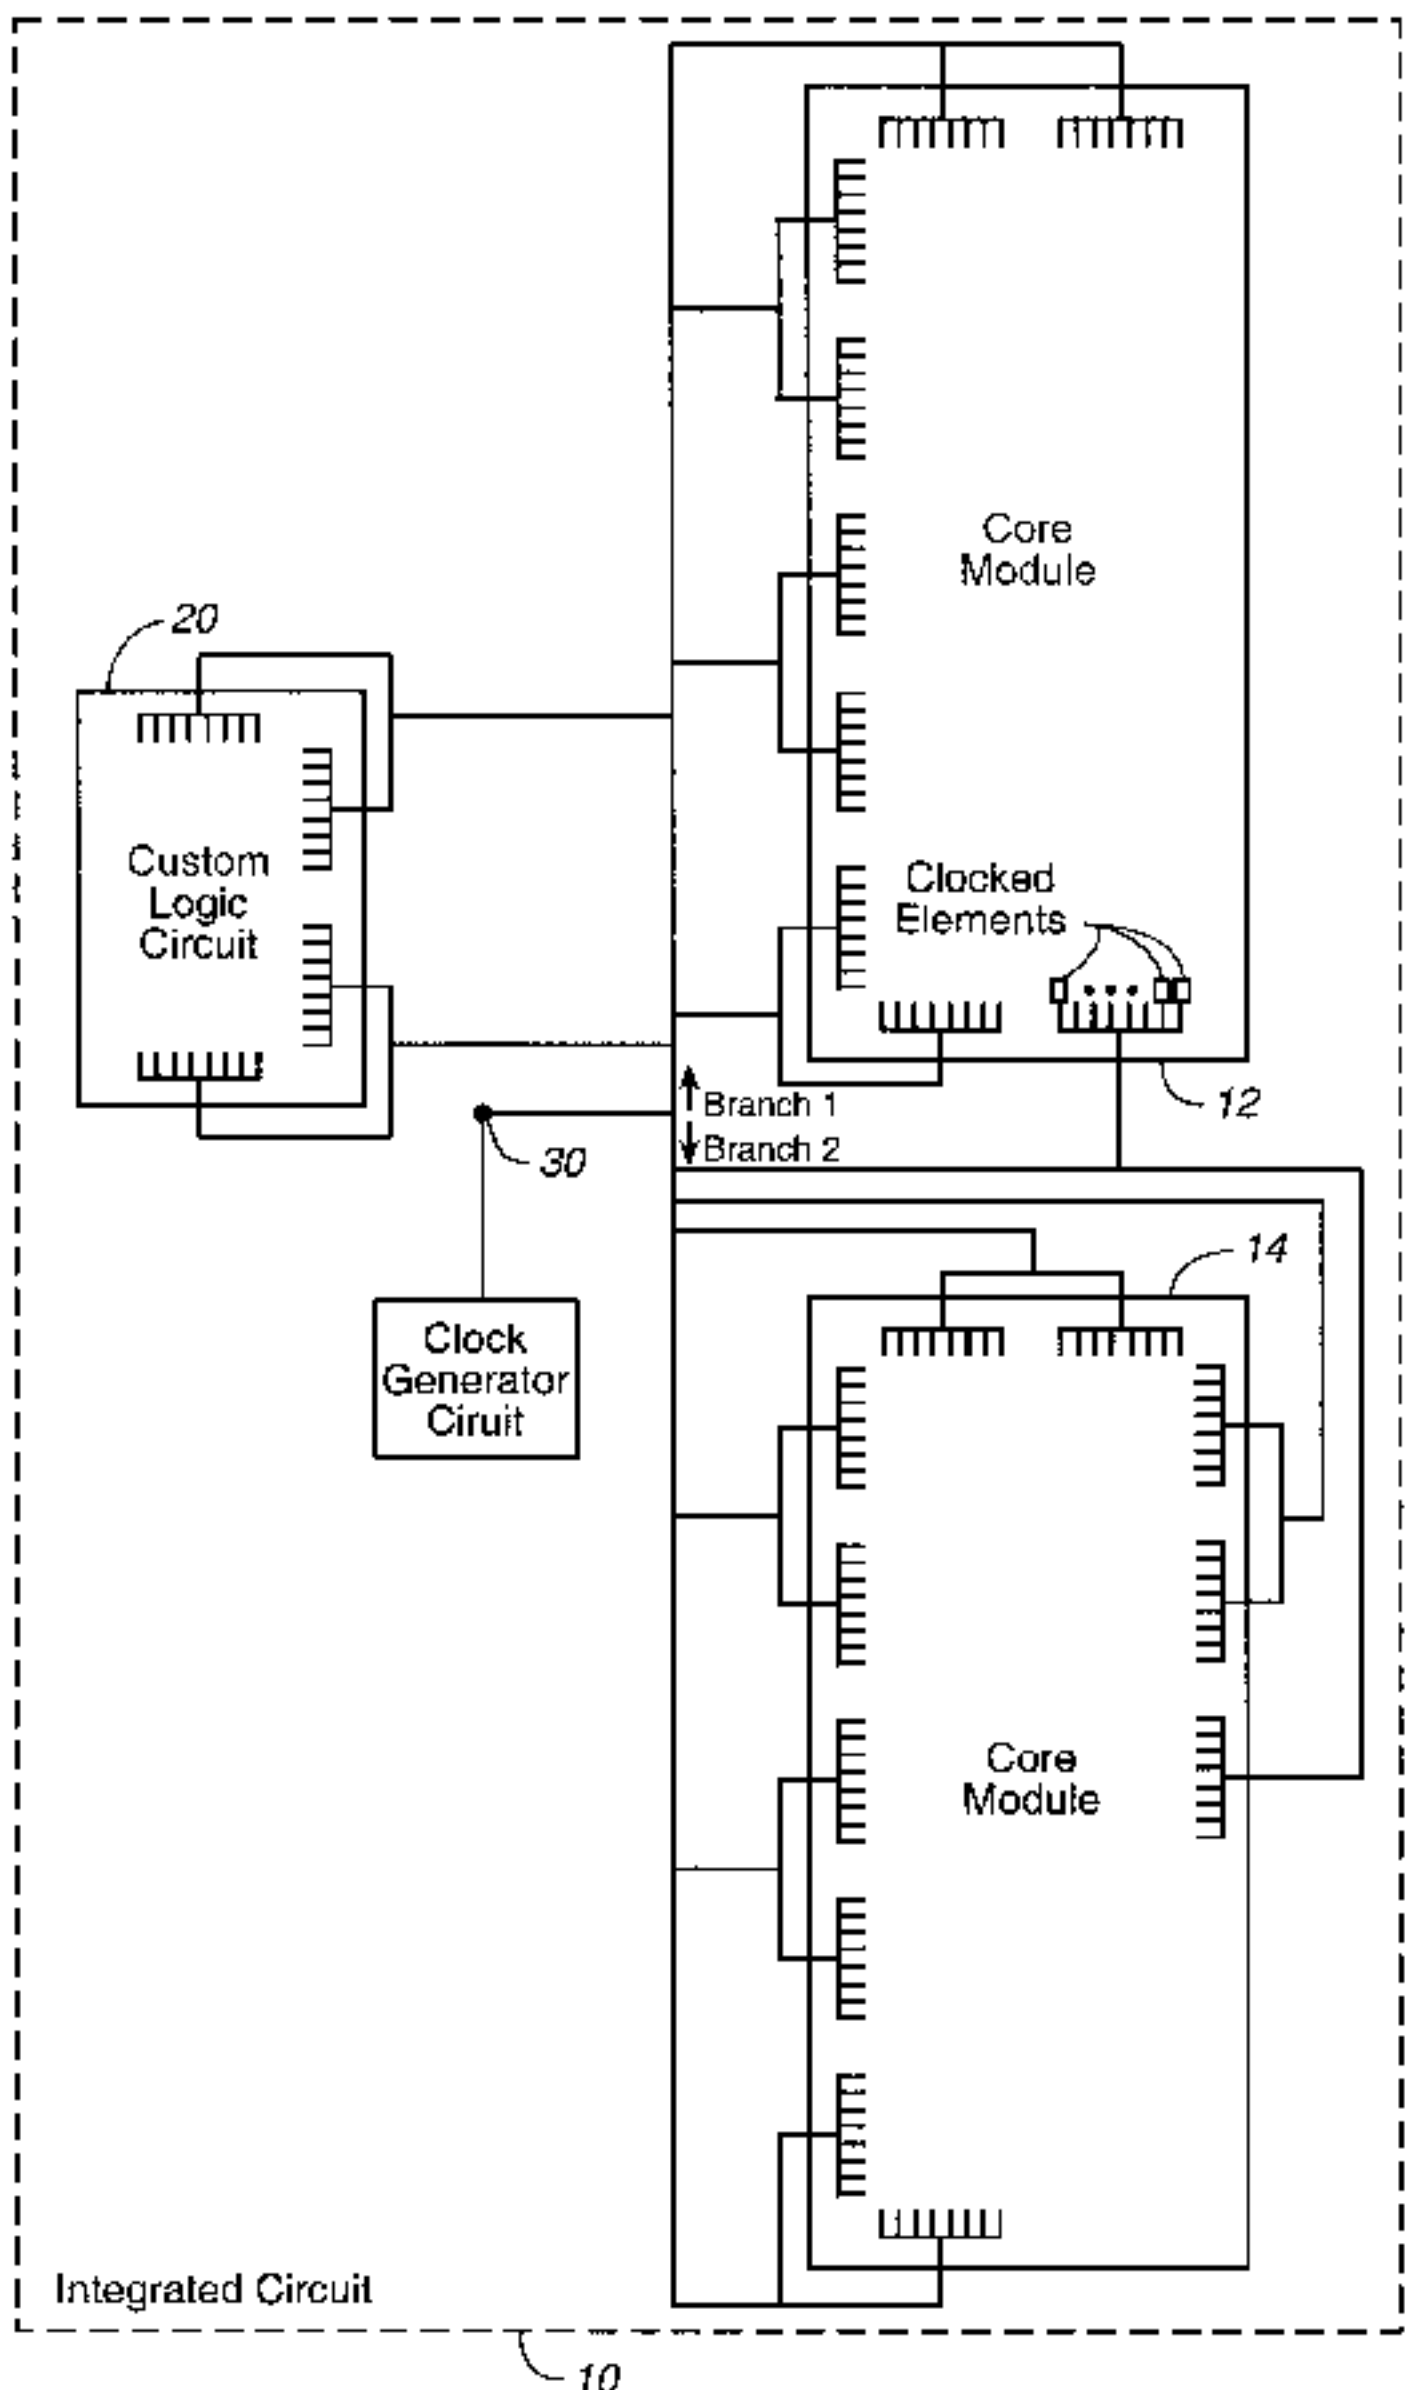 Core
Module
20
Custom
Logic
Circuit
Clocked
Elements
12
Branch 1
Branch 2
30
14
Clock
Generator
Ciruit
Core
Module
Integrated Circuit
10